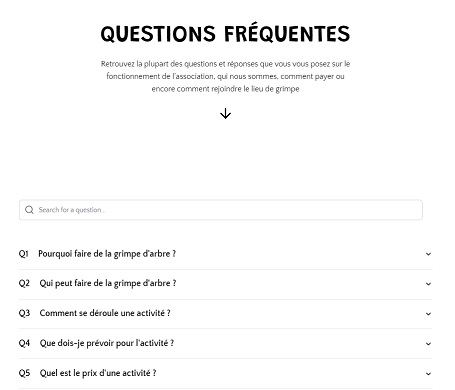 QUESTIONS FRÉQUENTES
Retrouvez la plupart des questions et réponses que vous vous posez sur le
fonctionnement de l'association, qui nous sommes, comment payer ou
encore comment rejoindre le lieu de grimpe
Search for a question...
Q1 Pourquoi faire de la grimpe d'arbre ?
Q2 Qui peut faire de la grimpe d'arbre ?
Q3 Comment se déroule une activité ?
Q4 Que dois-je prévoir pour l'activité ?
Q5 Quel est le prix d'une activité ?